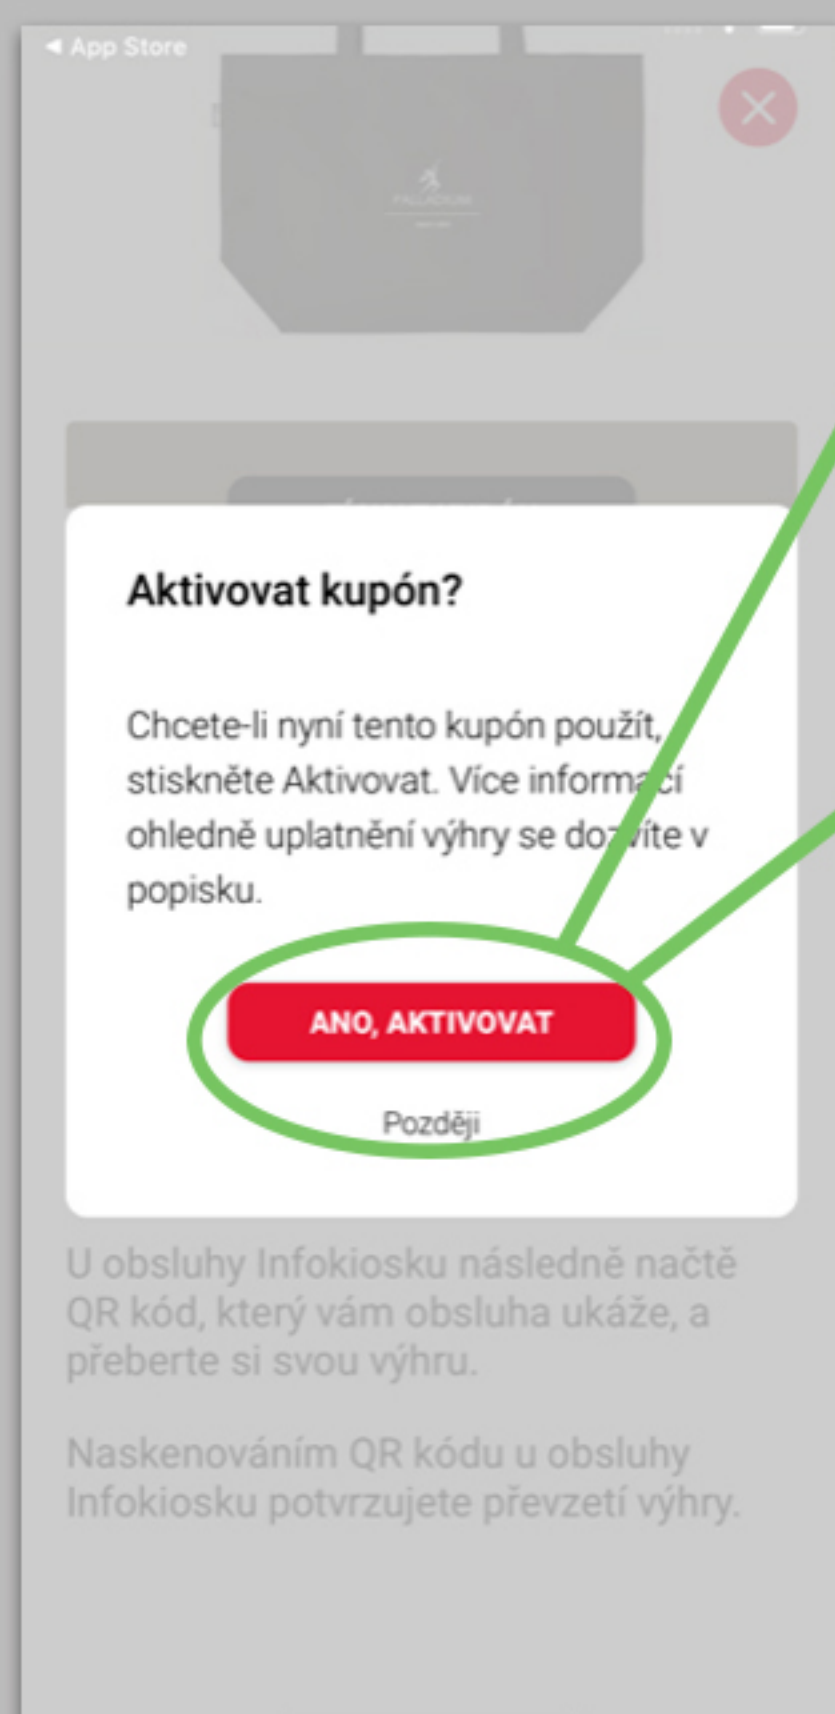 ◀ App Store
PALLADIUM
Aktivovat kupón?
Chcete-li nyní tento kupón použít,
stiskněte Aktivovat. Více informací
ohledně uplatnění výhry se dozvíte v
popisku.
ANO, AKTIVOVAT
Později
U obsluhy Infokiosku následně načtě
QR kód, který vám obsluha ukáže, a
přeberte si svou výhru.
Naskenováním QR kódu u obsluhy
Infokiosku potvrzujete převzetí výhry.